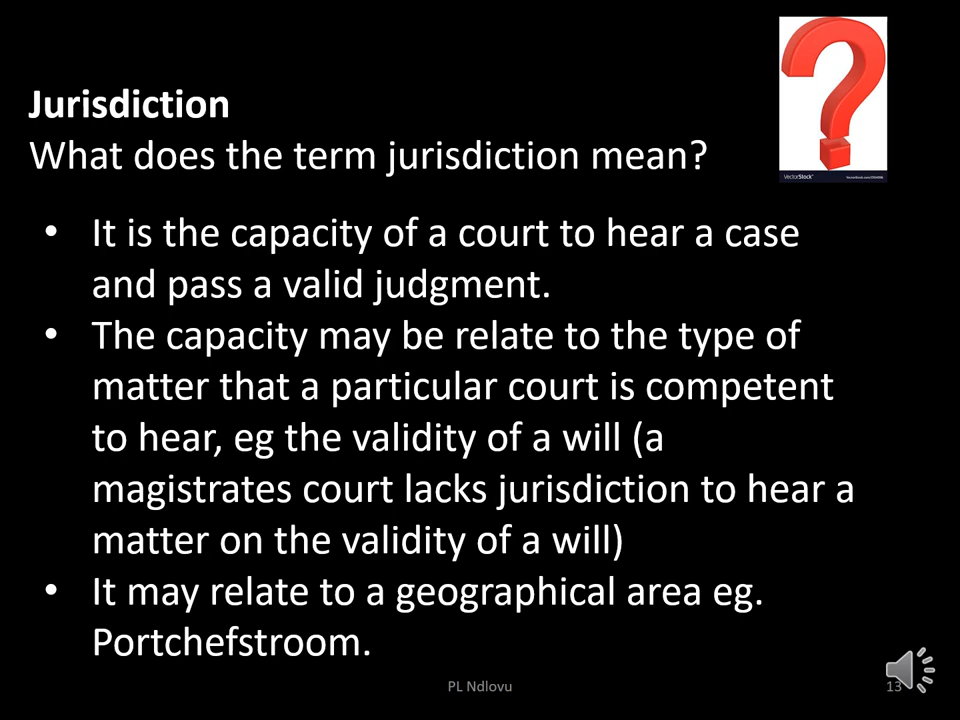 Jurisdiction
What does the term jurisdiction mean?
VectorStock
• It is the capacity of a court to hear a case
and pass a valid judgment.
• The capacity may be relate to the type of
matter that a particular court is competent
to hear, eg the validity of a will (a
magistrates court lacks jurisdiction to hear a
matter on the validity of a will)
• It may relate to a geographical area eg.
Portchefstroom.
PL Ndlovu
13